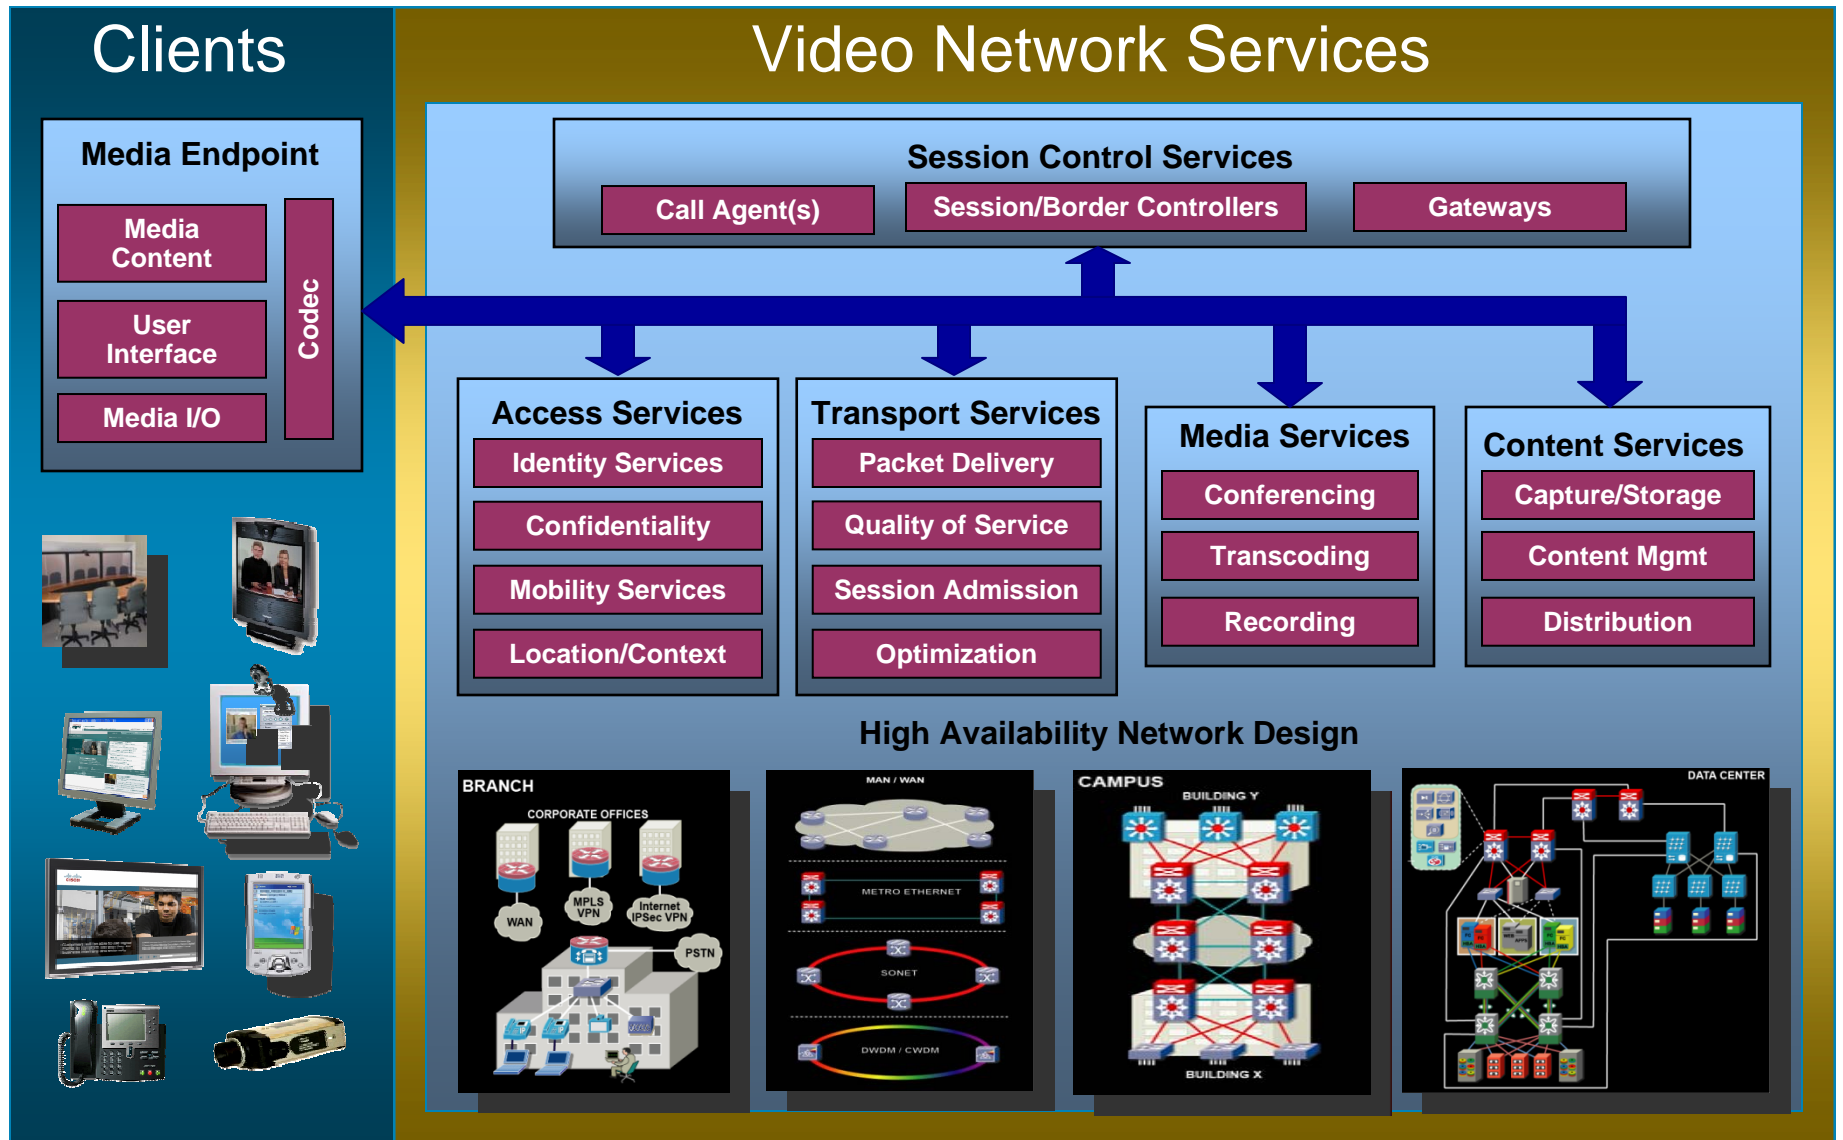 Clients
Video Network Services
Media Endpoint
Media
Content
User
Interface
Media I/O
Codec
Session Control Services
Call Agent(s)
Session/Border Controllers
Gateways
Access Services
Identity Services
Confidentiality
Mobility Services
Location/Context
Transport Services
Packet Delivery
Quality of Service
Session Admission
Optimization
Media Services
Conferencing
Transcoding
Recording
Content Services
Capture/Storage
Content Mgmt
Distribution
High Availability Network Design
BRANCH
CORPORATE OFFICES
WAN
MPLS
VPN
Internet
IPSec VPN
PSTN
MAN / WAN
METRO ETHERNET
SONET
DWDM / CWDM
CAMPUS
BUILDING Y
BUILDING X
DATA CENTER
CISCO